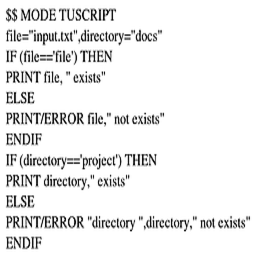 $$ MODE TUSCRIPT
file="input.txt",directory="docs"
IF (file=='file') THEN
PRINT file, " exists"
ELSE
PRINT/ERROR file," not exists"
ENDIF
IF (directory=='project') THEN
PRINT directory," exists"
ELSE
PRINT/ERROR "directory ",directory," not exists"
ENDIF